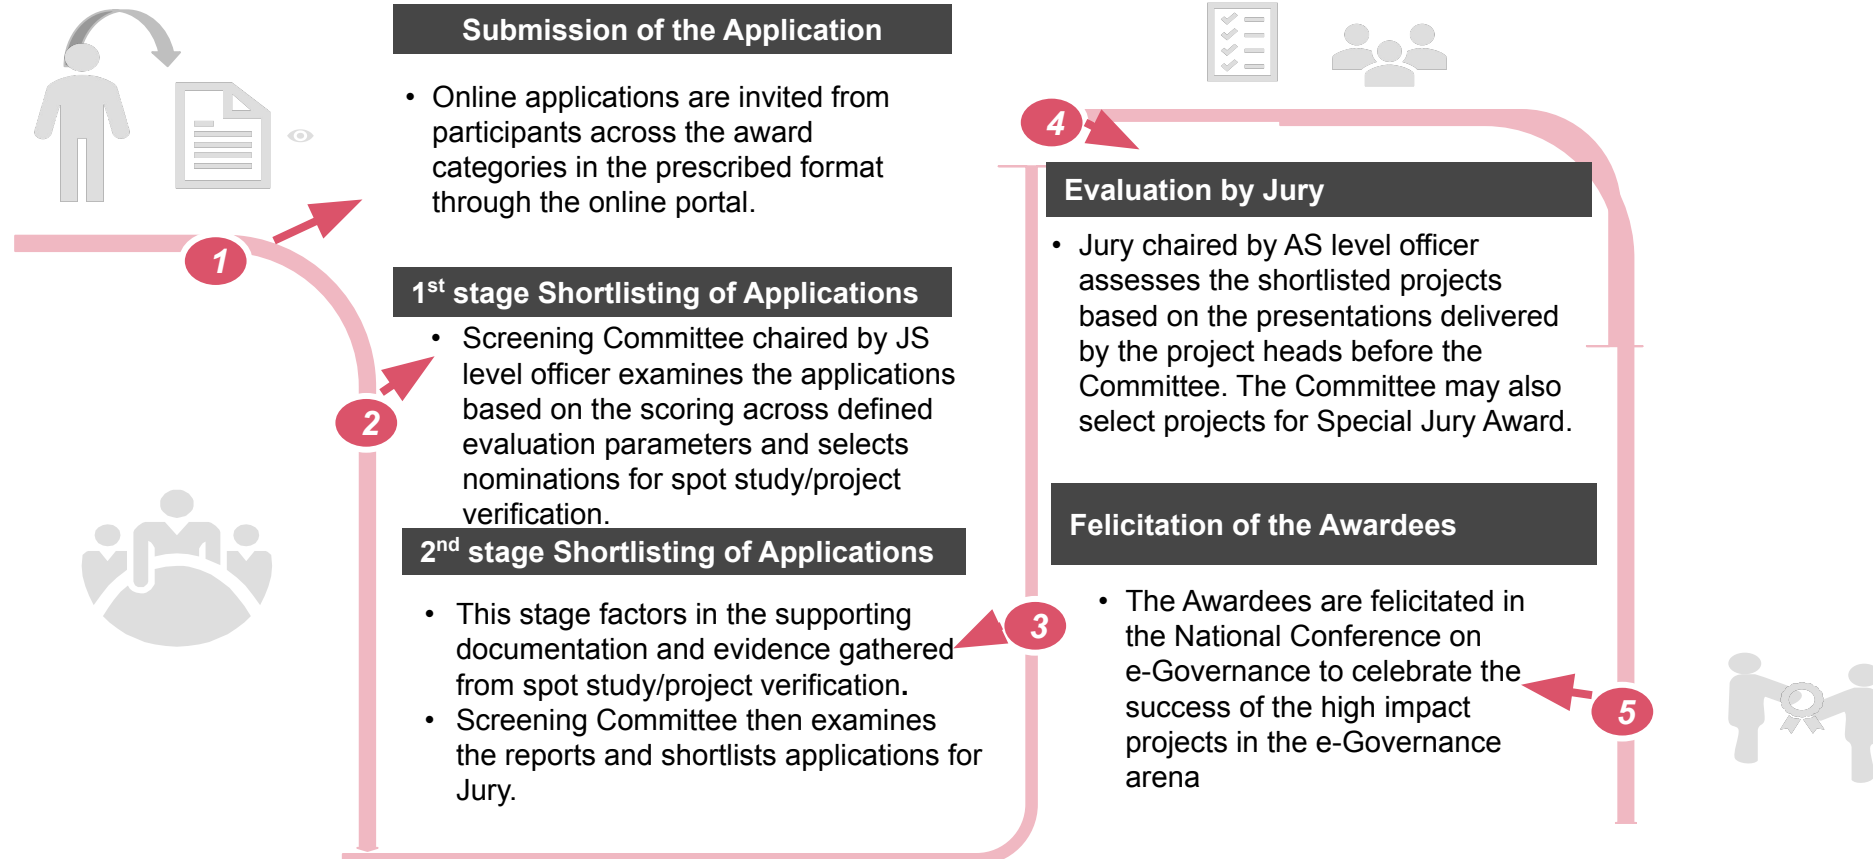 Submission of the Application
• Online applications are invited from
participants across the award
categories in the prescribed format
through the online portal.
1
1st stage Shortlisting of Applications
• Screening Committee chaired by JS
level officer examines the applications
based on the scoring across defined
evaluation parameters and selects
nominations for spot study/project
verification.
2
2nd stage Shortlisting of Applications
• This stage factors in the supporting
documentation and evidence gathered
from spot study/project verification.
• Screening Committee then examines
the reports and shortlists applications for
Jury.
3
4
Evaluation by Jury
• Jury chaired by AS level officer
assesses the shortlisted projects
based on the presentations delivered
by the project heads before the
Committee. The Committee may also
select projects for Special Jury Award.
Felicitation of the Awardees
• The Awardees are felicitated in
the National Conference on
e-Governance to celebrate the
success of the high impact
projects in the e-Governance
arena
5